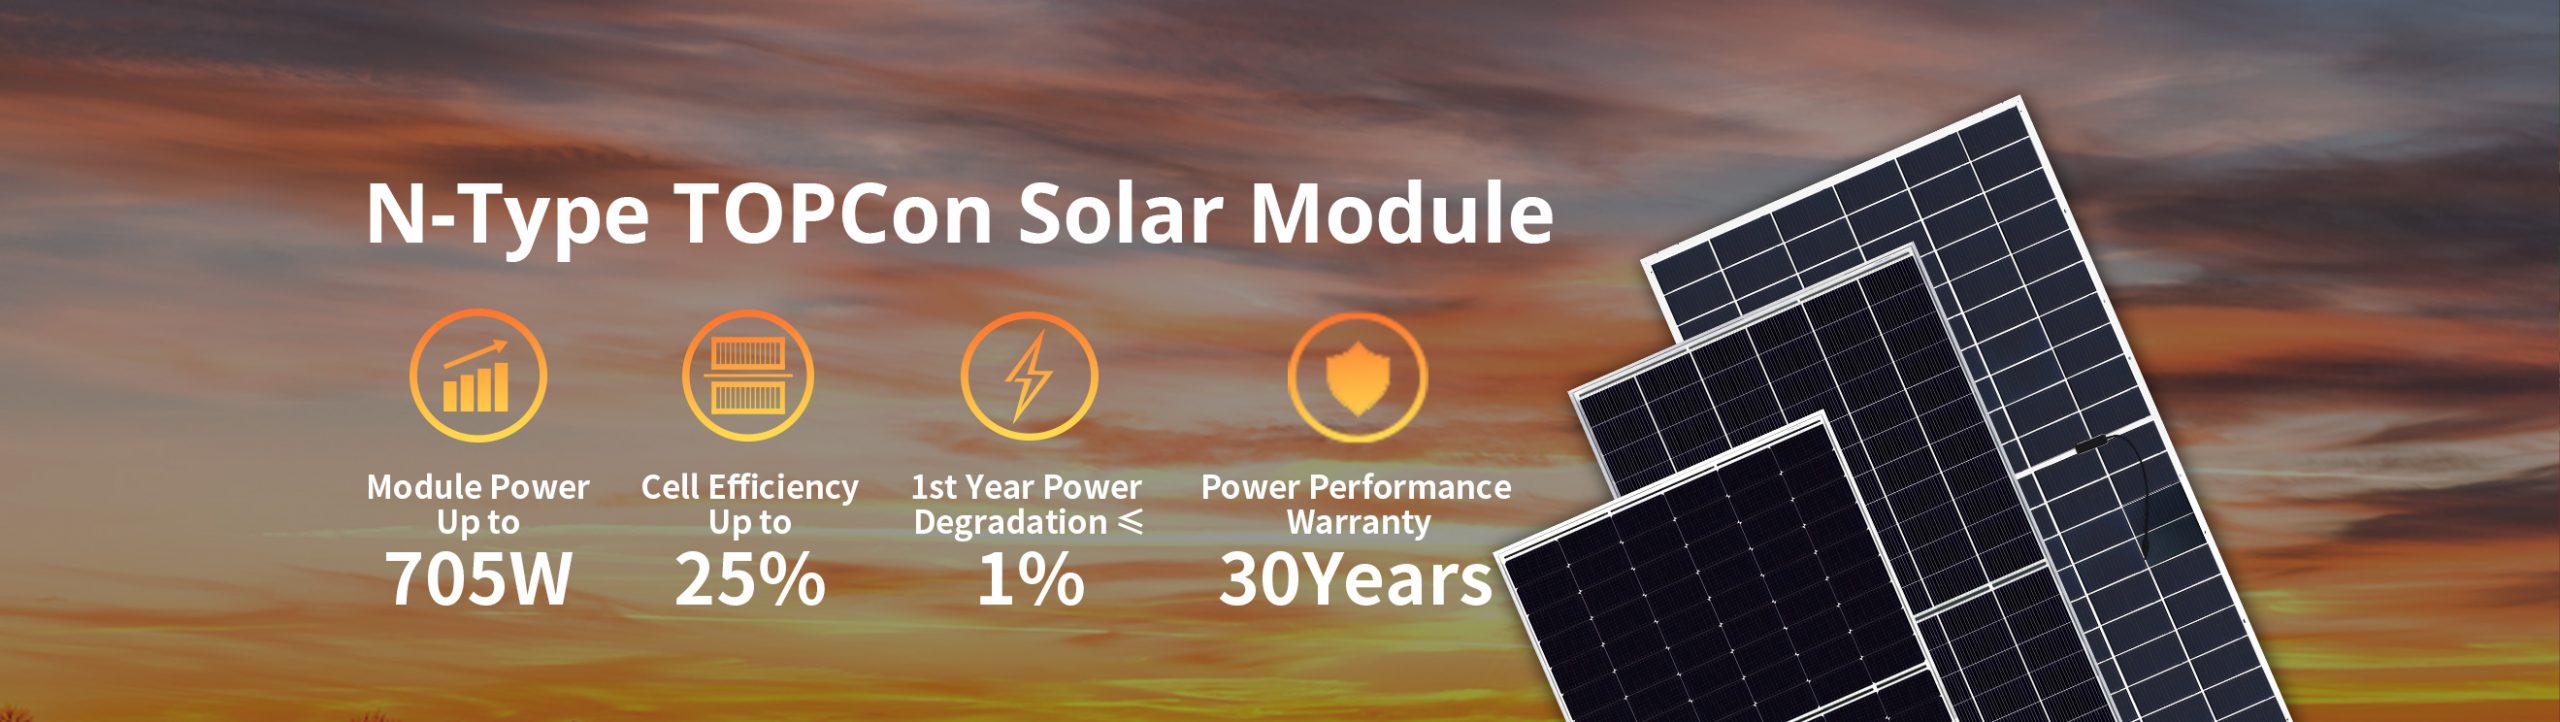 N-Type TOPCon Solar Module
Module Power
Up to
705W
Cell Efficiency
Up to
25%
1st Year Power
Degradation ⩽
1%
Power Performance
Warranty
30Years